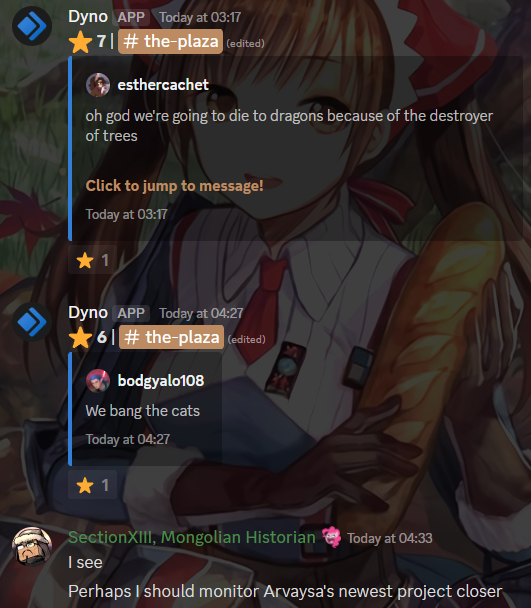 Dyno APP Today at 03:17
7 | # the-plaza (edited)
esthercachet
oh god we're going to die to dragons because of the destroyer
of trees
Click to jump to message!
Today at 03:17
1
Dyno APP Today at 04:27
6 | # the-plaza (edited)
bodgyalo108
We bang the cats
Today at 04:27
1
SectionXIII, Mongolian Historian Today at 04:33
I see
Perhaps I should monitor Arvaysa's newest project closer